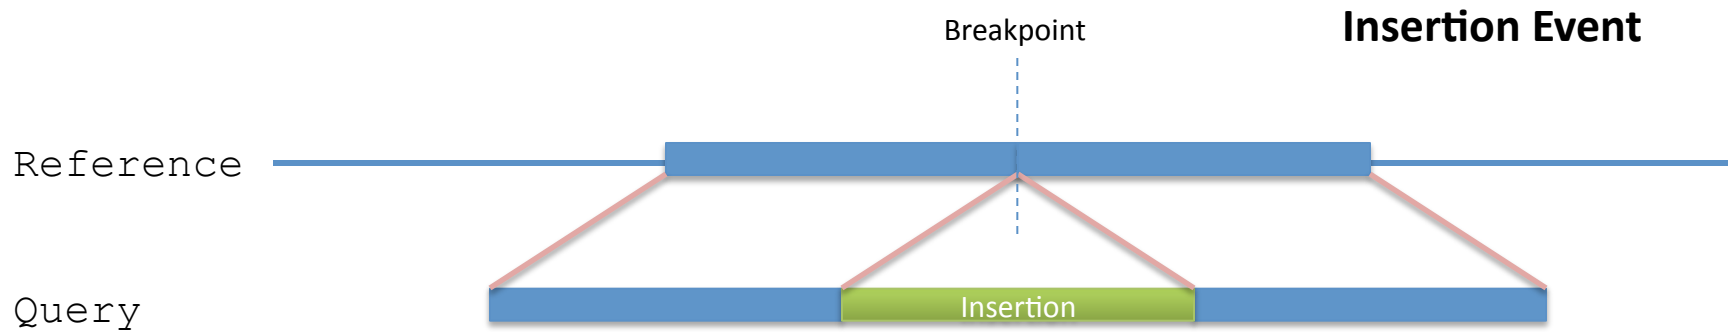 Breakpoint
Insertion Event
Reference
Query
Insertion